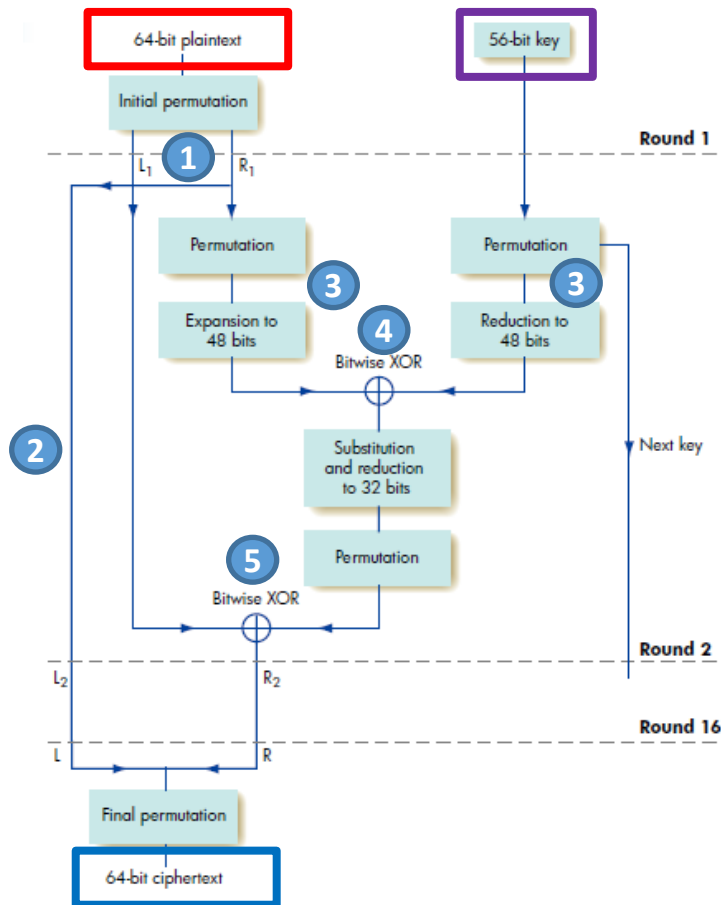 64-bit plaintext
56-bit key
Initial permutation
Round 1
1
L1
R1
Permutation
Permutation
3
3
Expansion to
48 bits
Reduction to
48 bits
4
Bitwise XOR
2
Substitution
and reduction
to 32 bits
Next key
Permutation
5
Bitwise XOR
Round 2
L2
R2
Round 16
L
R
Final permutation
64-bit ciphertext